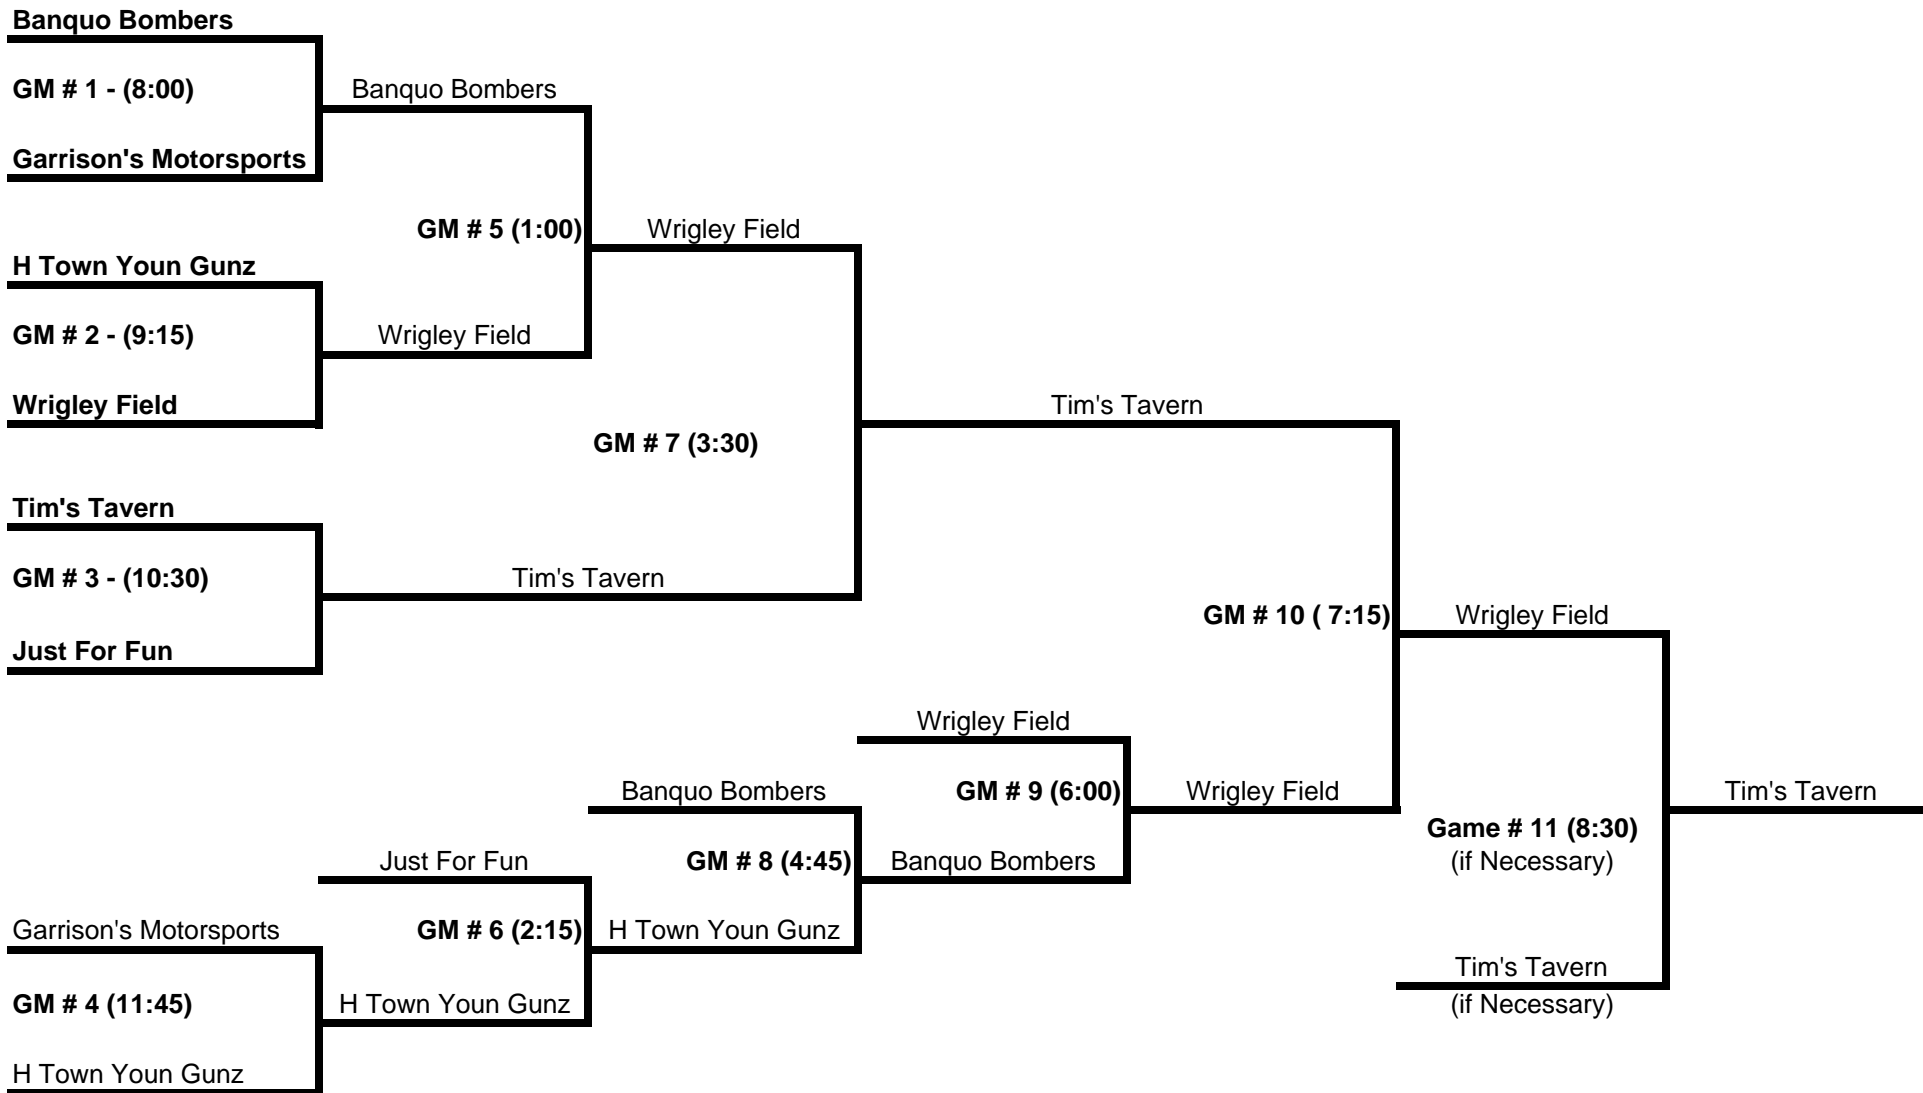 Banquo Bombers
GM # 1 - (8:00)
Banquo Bombers
Garrison's Motorsports
GM # 5 (1:00)
Wrigley Field
H Town Youn Gunz
GM # 2 - (9:15)
Wrigley Field
Wrigley Field
Tim's Tavern
GM # 7 (3:30)
Tim's Tavern
GM # 3 - (10:30)
Tim's Tavern
GM # 10 ( 7:15)
Wrigley Field
Just For Fun
Wrigley Field
Banquo Bombers
GM # 9 (6:00)
Wrigley Field
Tim's Tavern
Game # 11 (8:30)
(if Necessary)
Just For Fun
GM # 8 (4:45)
Banquo Bombers
Garrison's Motorsports
GM # 6 (2:15)
H Town Youn Gunz
Tim's Tavern
(if Necessary)
GM # 4 (11:45)
H Town Youn Gunz
H Town Youn Gunz